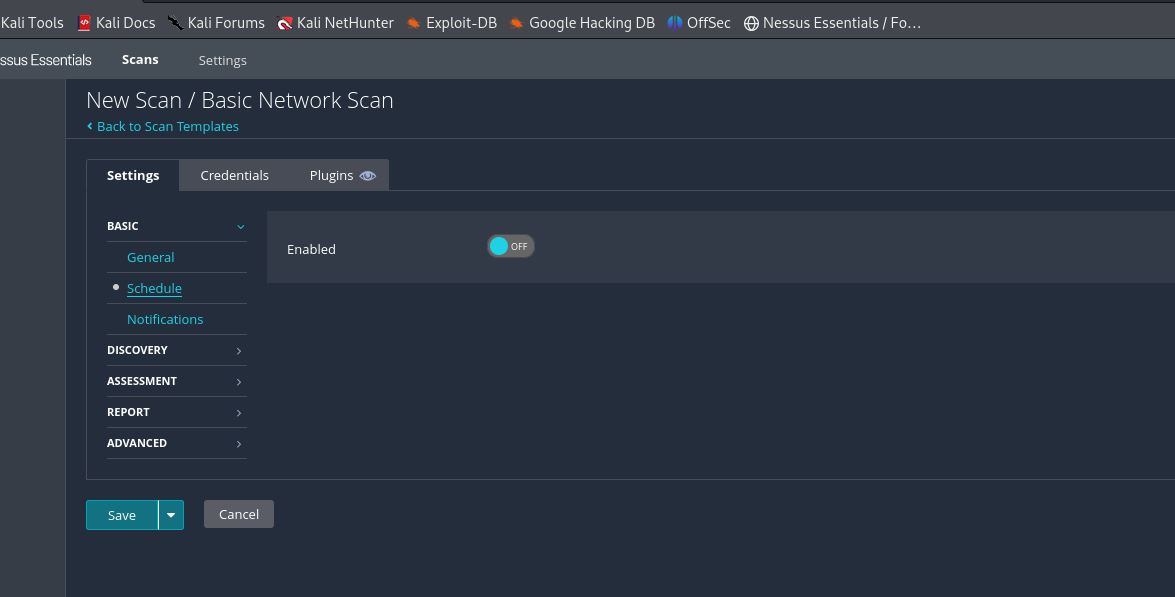 Kali Tools Kali Docs Kali Forums Kali NetHunter Exploit-DB Google Hacking DB OffSec Nessus Essentials / Fo…
ssus Essentials Scans Settings
New Scan / Basic Network Scan
Back to Scan Templates
Settings Credentials Plugins
BASIC
Enabled OFF
General
Schedule
Notifications
DISCOVERY
ASSESSMENT
REPORT
ADVANCED
Save Cancel